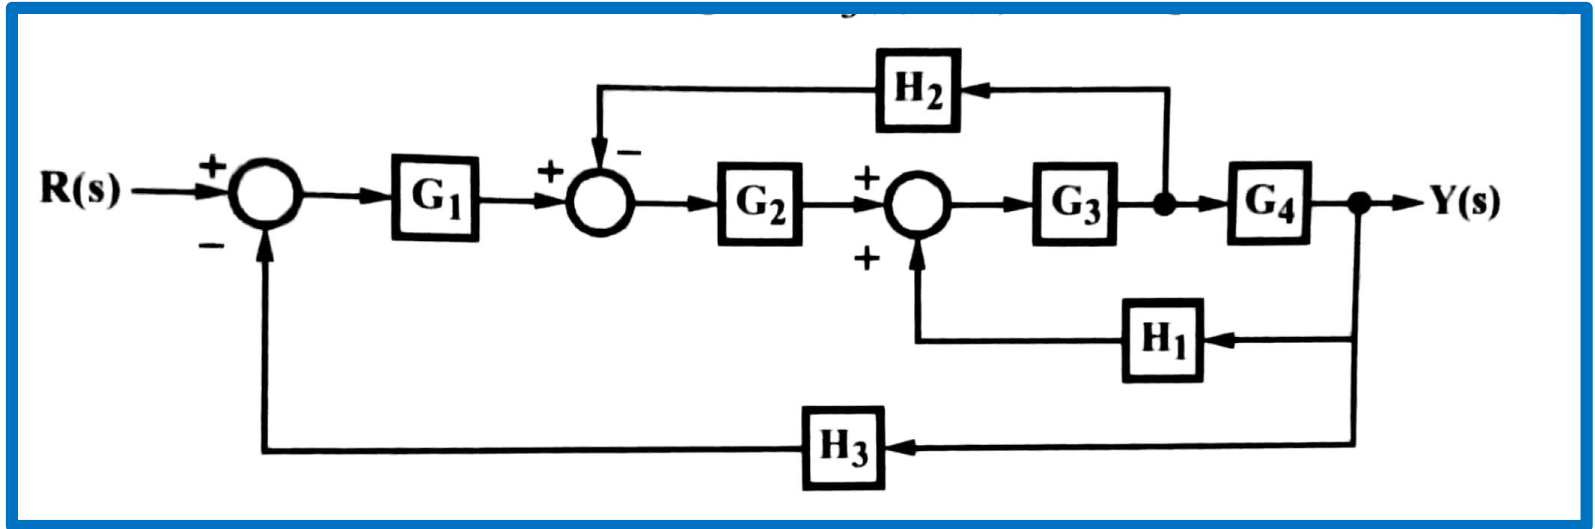 H₂
R(s) + − G₁ + − G₂ + + G₃ G₄ Y(s)
H₁
H₃